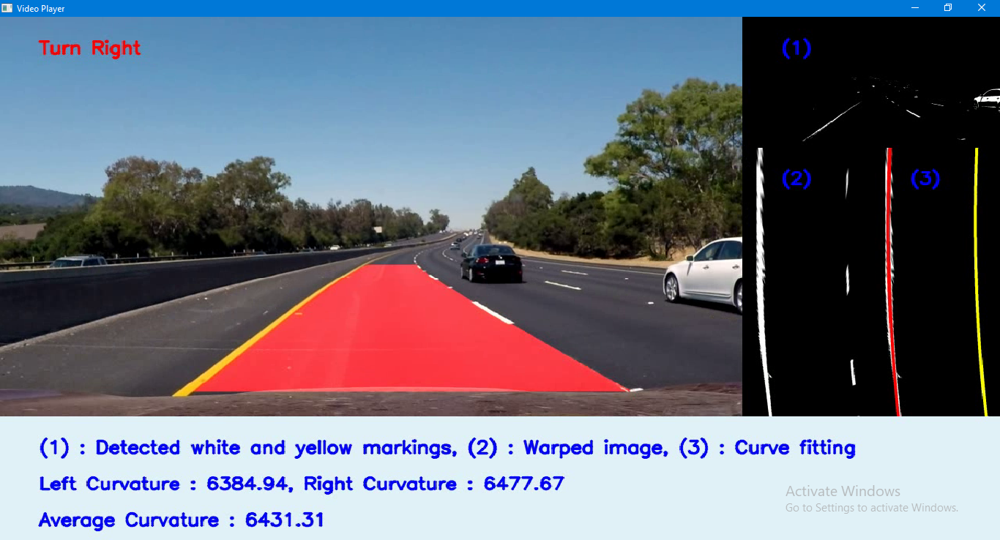 Video Player
Turn Right
(1)
(2)
(3)
(1) : Detected white and yellow markings, (2) : Warped image, (3) : Curve fitting
Left Curvature : 6384.94, Right Curvature : 6477.67
Average Curvature : 6431.31
Activate Windows
Go to Settings to activate Windows.